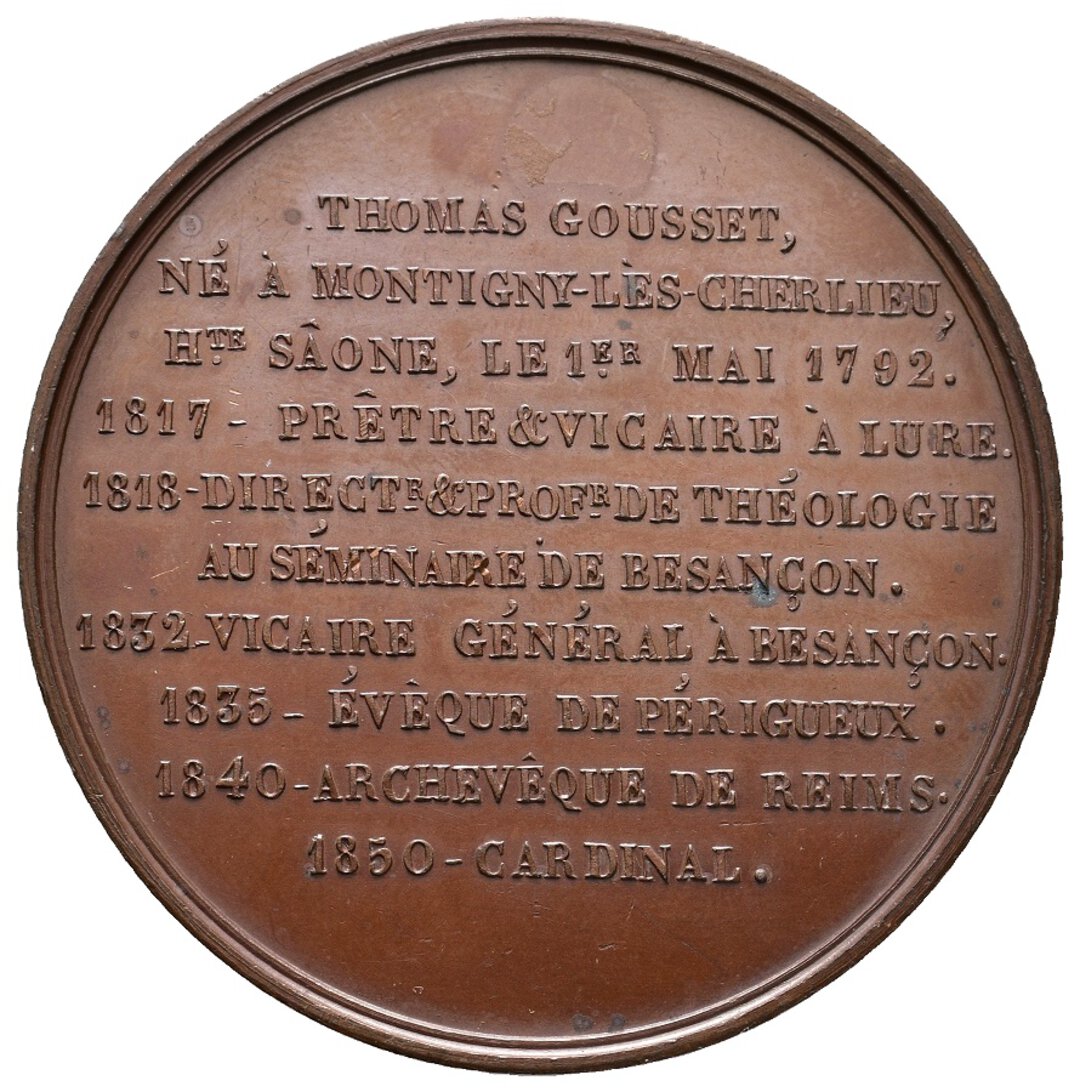 THOMAS GOUSSET,
NÉ À MONTIGNY-LÈS-CHERLIEU,
HTE SÂONE, LE 1ER MAI 1792.
1817 - PRÊTRE & VICAIRE À LURE.
1818-DIRECTR & PROFR DE THÉOLOGIE
AU SÉMINAIRE DE BESANÇON.
1832-VICAIRE GÉNÉRAL À BESANÇON.
1835 - ÉVÊQUE DE PÉRIGUEUX.
1840-ARCHEVÊQUE DE REIMS.
1850-CARDINAL.